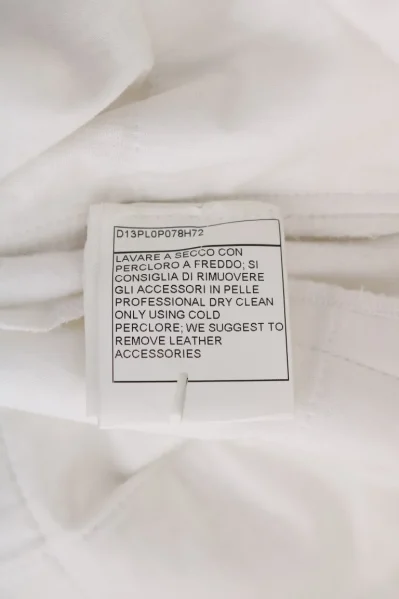 D13PL0P078H72
LAVARE A SECCO CON
PERCLORO A FREDDO; SI
CONSIGLIA DI RIMUOVERE
GLI ACCESSORI IN PELLE
PROFESSIONAL DRY CLEAN
ONLY USING COLD
PERCLORE; WE SUGGEST TO
REMOVE LEATHER
ACCESSORIES